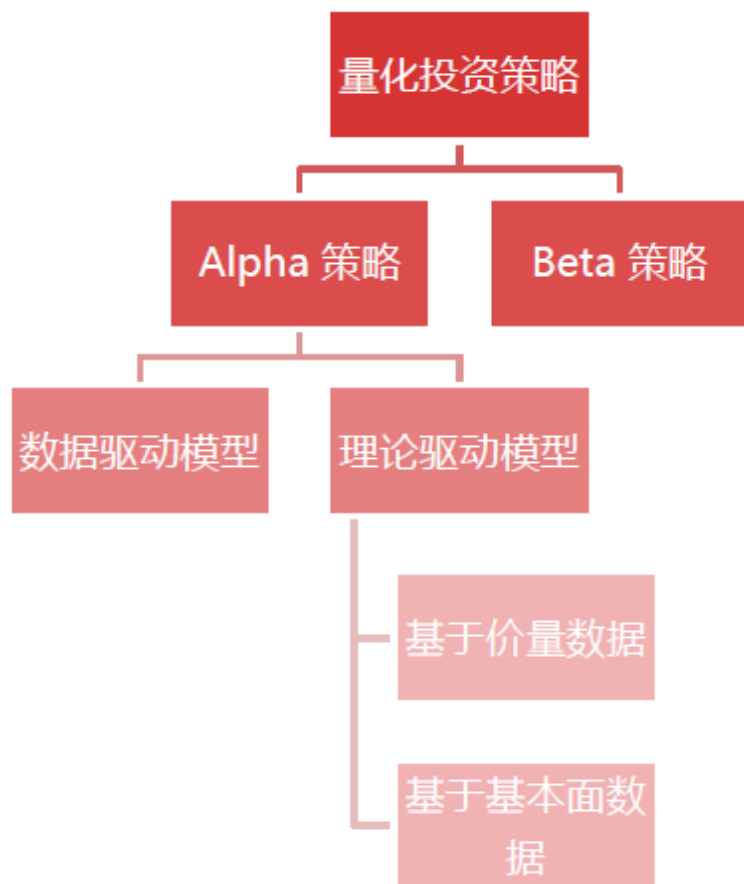 量化投资策略
Alpha 策略
Beta 策略
数据驱动模型
理论驱动模型
基于价量数据
基于基本面数
据